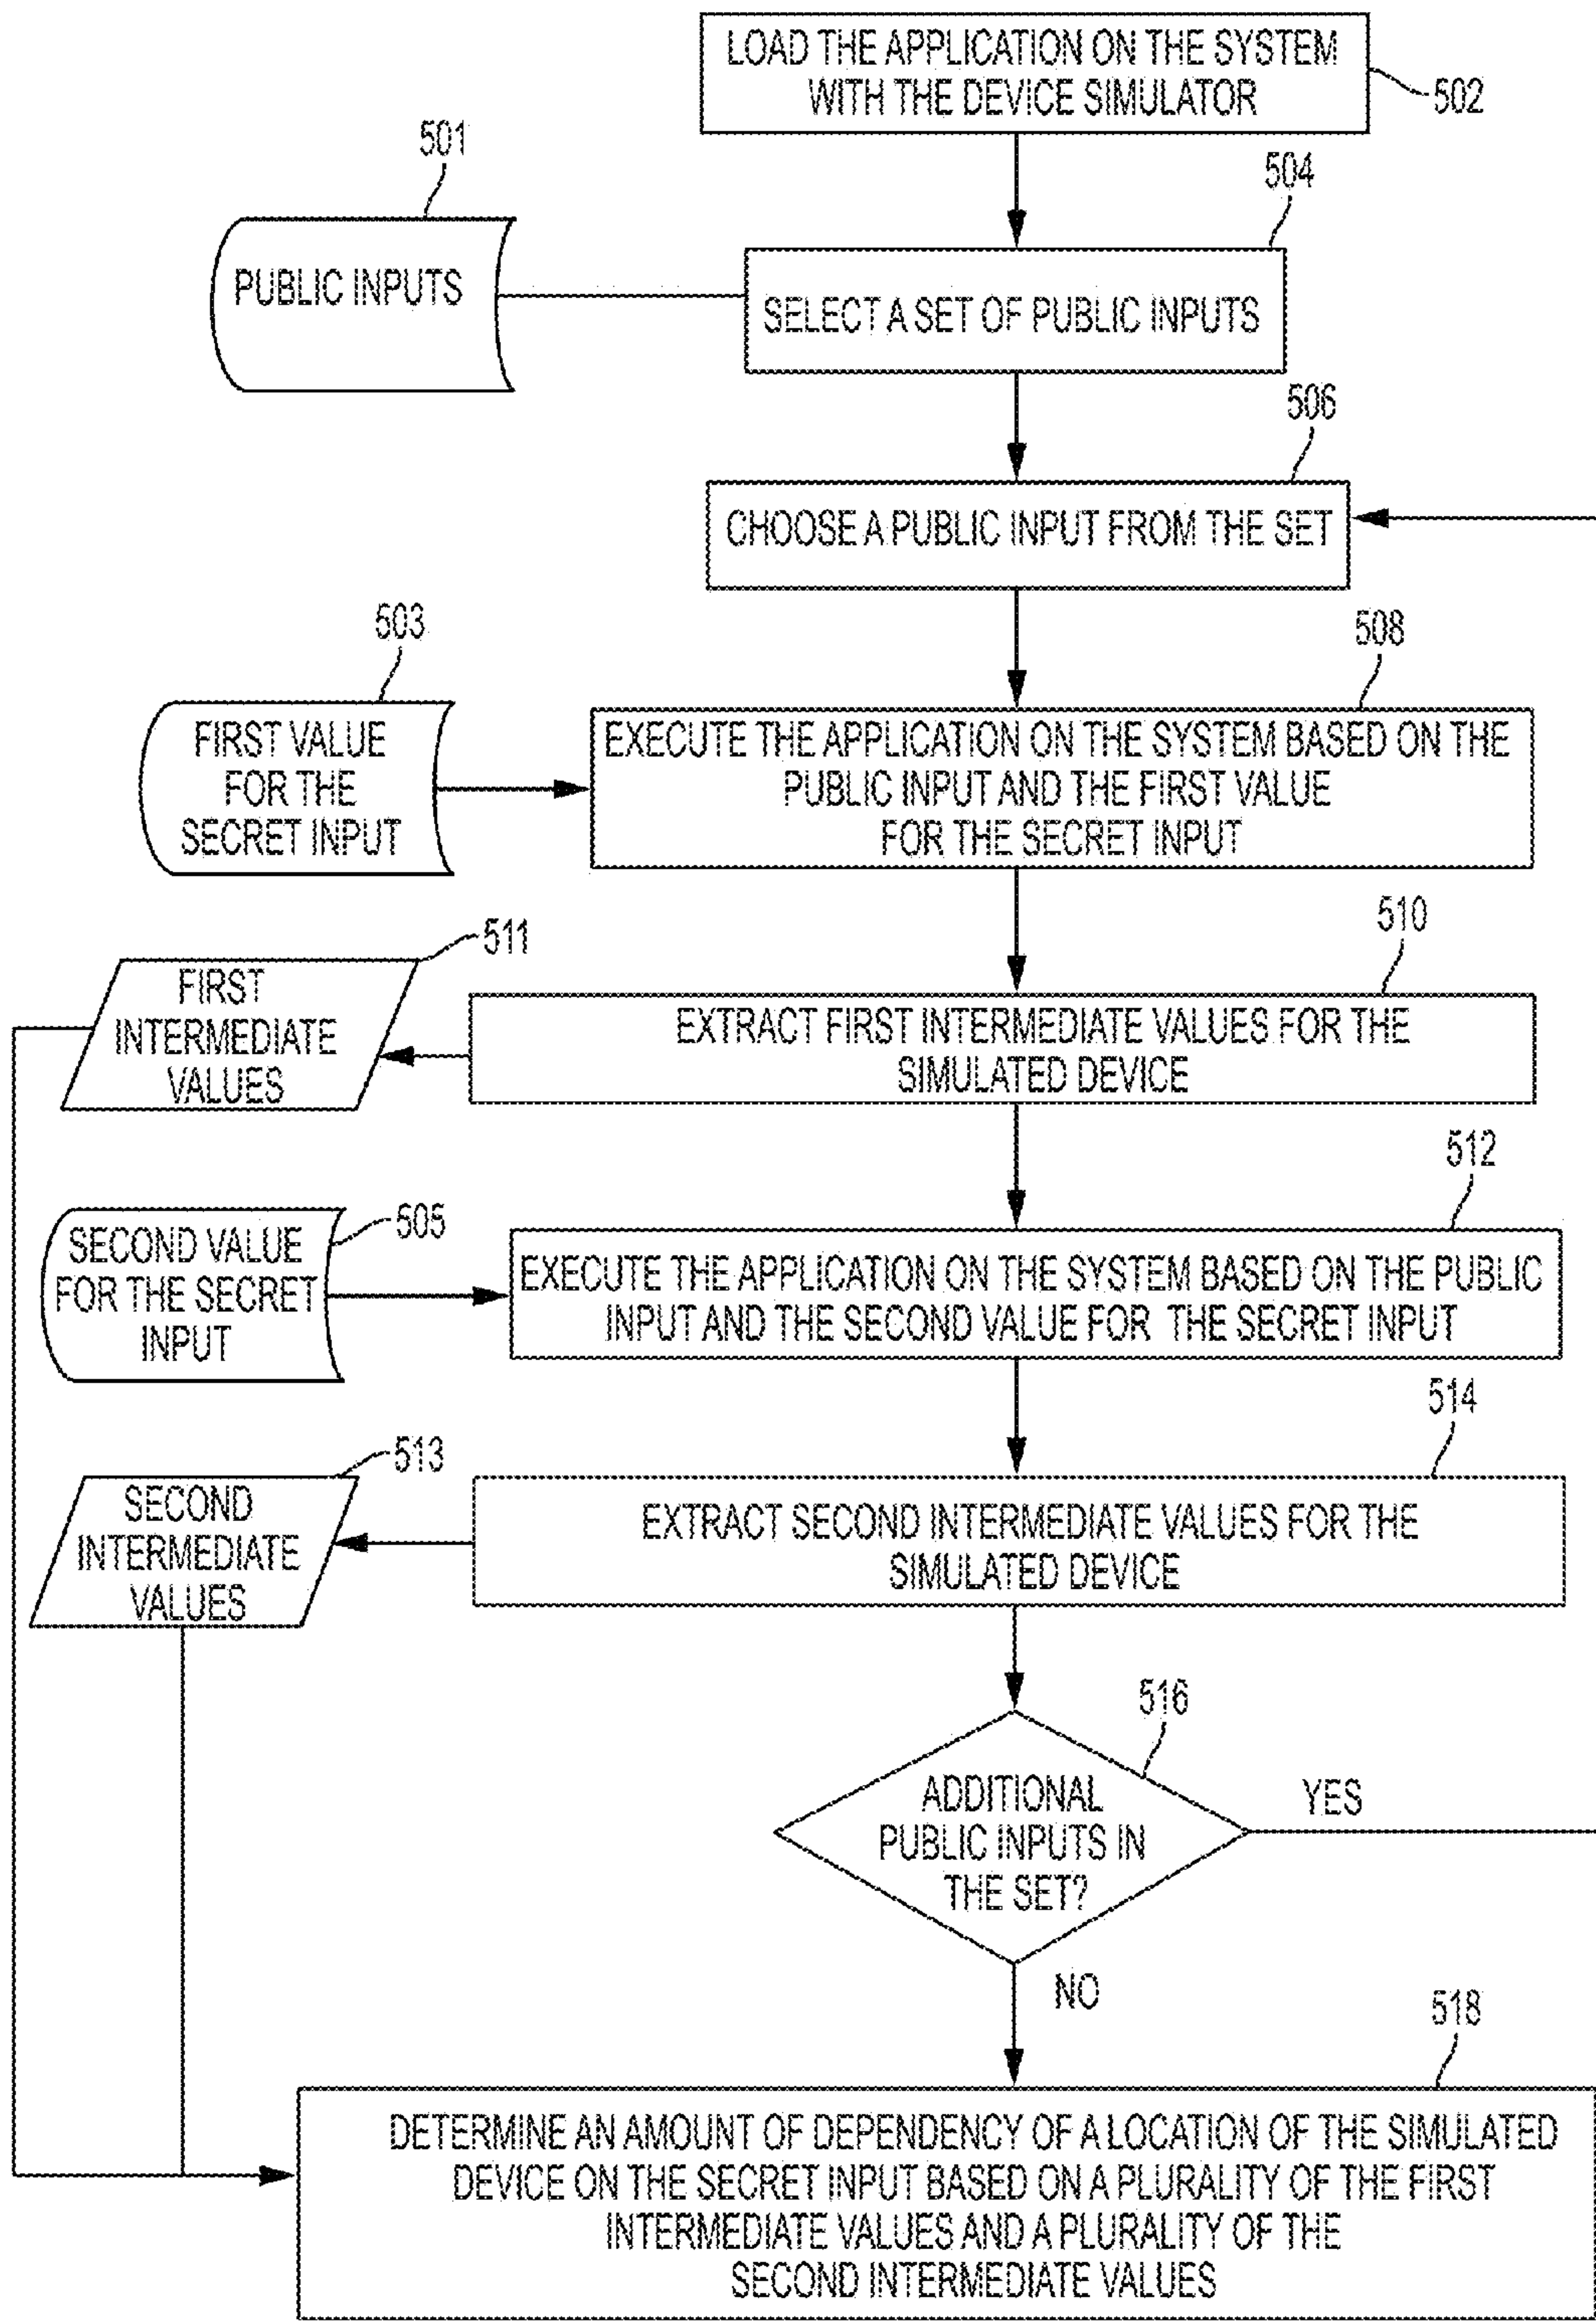 LOAD THE APPLICATION ON THE SYSTEM
WITH THE DEVICE SIMULATOR
502
501
504
PUBLIC INPUTS
SELECT A SET OF PUBLIC INPUTS
506
CHOOSE A PUBLIC INPUT FROM THE SET
503
508
FIRST VALUE
FOR THE
SECRET INPUT
EXECUTE THE APPLICATION ON THE SYSTEM BASED ON THE
PUBLIC INPUT AND THE FIRST VALUE
FOR THE SECRET INPUT
511
510
FIRST
INTERMEDIATE
VALUES
EXTRACT FIRST INTERMEDIATE VALUES FOR THE
SIMULATED DEVICE
512
505
SECOND VALUE
FOR THE SECRET
INPUT
EXECUTE THE APPLICATION ON THE SYSTEM BASED ON THE PUBLIC
INPUT AND THE SECOND VALUE FOR THE SECRET INPUT
514
513
SECOND
INTERMEDIATE
VALUES
EXTRACT SECOND INTERMEDIATE VALUES FOR THE
SIMULATED DEVICE
516
ADDITIONAL
PUBLIC INPUTS IN
THE SET?
YES
NO
518
DETERMINE AN AMOUNT OF DEPENDENCY OF A LOCATION OF THE SIMULATED
DEVICE ON THE SECRET INPUT BASED ON A PLURALITY OF THE FIRST
INTERMEDIATE VALUES AND A PLURALITY OF THE
SECOND INTERMEDIATE VALUES